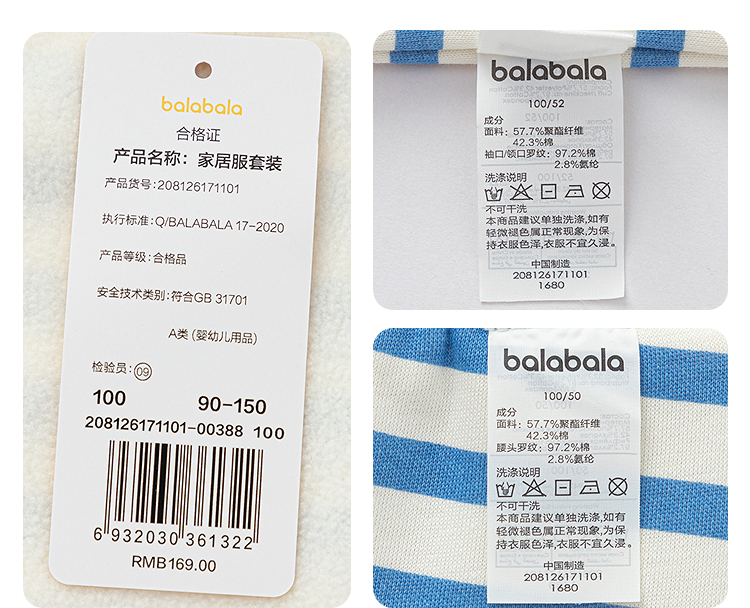 balabala
合格证
产品名称：家居服套装
产品货号：208126171101
执行标准：Q/BALABALA 17-2020
产品等级：合格品
安全技术类别：符合GB 31701
A类 (婴幼儿用品)
检验员：09
100 90-150
208126171101-00388 100
6 932030 361322
RMB169.00
balabala
100/52
成分
面料：57.7%聚酯纤维
42.3%棉
袖口/领口罗纹：97.2%棉
2.8%氨纶
洗涤说明
不可干洗
本商品建议单独洗涤,如有
轻微褪色属正常现象,为保
持衣服色泽,衣服不宜久浸。
中国制造
208126171101
1680
balabala
100/50
成分
面料：57.7%聚酯纤维
42.3%棉
腰头罗纹：97.2%棉
2.8%氨纶
洗涤说明
不可干洗
本商品建议单独洗涤,如有
轻微褪色属正常现象,为保
持衣服色泽,衣服不宜久浸。
中国制造
208126171101
1680